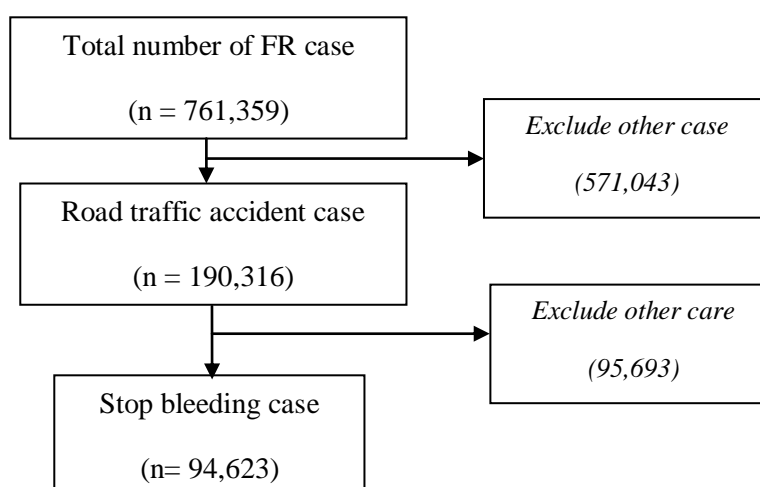 Total number of FR case
(n = 761,359)
Exclude other case
(571,043)
Road traffic accident case
(n = 190,316)
Exclude other care
(95,693)
Stop bleeding case
(n= 94,623)